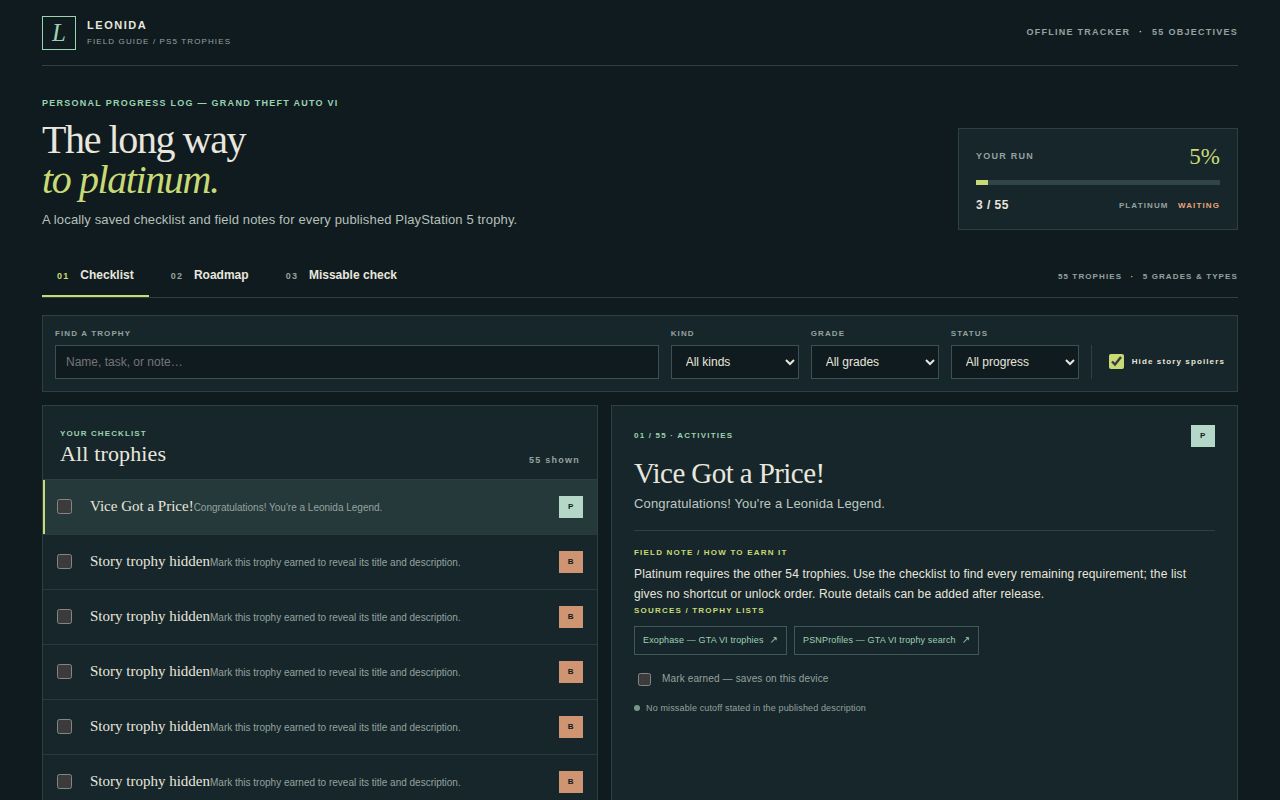 L
LEONIDA
FIELD GUIDE / PS5 TROPHIES
OFFLINE TRACKER · 55 OBJECTIVES
PERSONAL PROGRESS LOG — GRAND THEFT AUTO VI
The long way
to platinum.
A locally saved checklist and field notes for every published PlayStation 5 trophy.
YOUR RUN
5%
3 / 55
PLATINUM WAITING
01 Checklist
02 Roadmap
03 Missable check
55 TROPHIES · 5 GRADES & TYPES
FIND A TROPHY
Name, task, or note…
KIND
All kinds
GRADE
All grades
STATUS
All progress
Hide story spoilers
YOUR CHECKLIST
All trophies
55 shown
Vice Got a Price!Congratulations! You're a Leonida Legend.
P
Story trophy hiddenMark this trophy earned to reveal its title and description.
B
Story trophy hiddenMark this trophy earned to reveal its title and description.
B
Story trophy hiddenMark this trophy earned to reveal its title and description.
B
Story trophy hiddenMark this trophy earned to reveal its title and description.
B
Story trophy hiddenMark this trophy earned to reveal its title and description.
B
01 / 55 · ACTIVITIES
P
Vice Got a Price!
Congratulations! You're a Leonida Legend.
FIELD NOTE / HOW TO EARN IT
Platinum requires the other 54 trophies. Use the checklist to find every remaining requirement; the list
gives no shortcut or unlock order. Route details can be added after release.
SOURCES / TROPHY LISTS
Exophase — GTA VI trophies ↗
PSNProfiles — GTA VI trophy search ↗
Mark earned — saves on this device
No missable cutoff stated in the published description